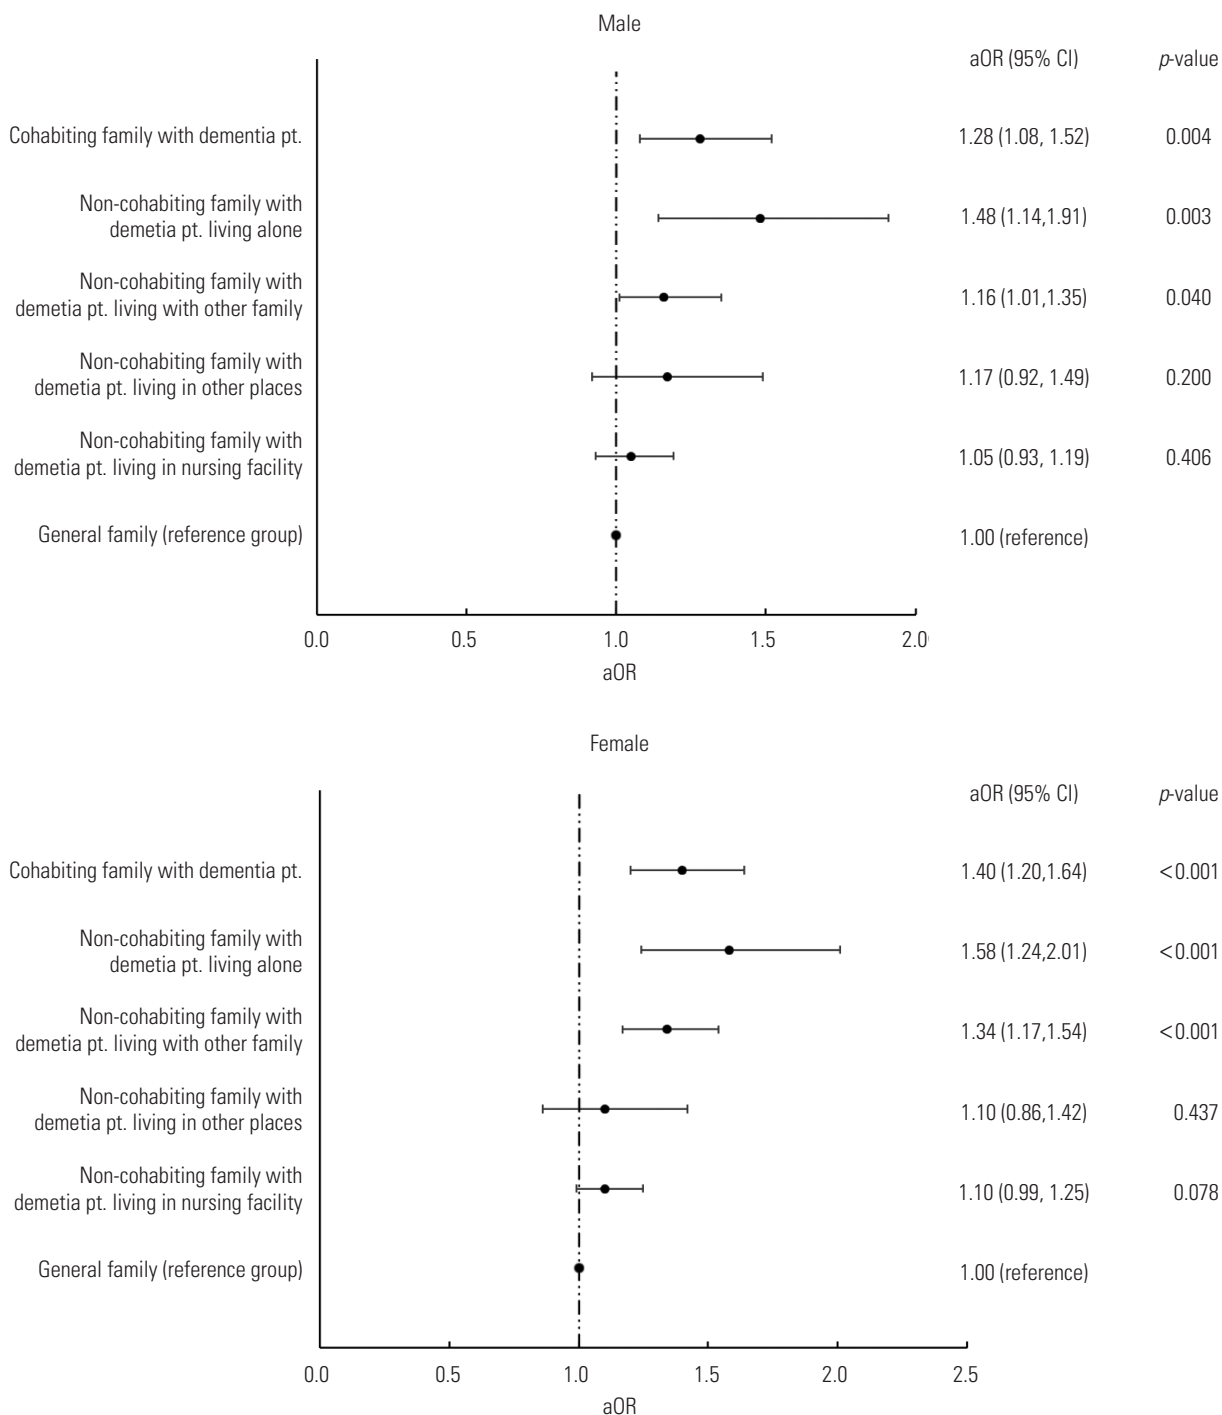 Male
aOR (95% CI) p-value
Cohabiting family with dementia pt. 1.28 (1.08, 1.52) 0.004
Non-cohabiting family with
demetia pt. living alone 1.48 (1.14,1.91) 0.003
Non-cohabiting family with
demetia pt. living with other family 1.16 (1.01,1.35) 0.040
Non-cohabiting family with
demetia pt. living in other places 1.17 (0.92, 1.49) 0.200
Non-cohabiting family with
demetia pt. living in nursing facility 1.05 (0.93, 1.19) 0.406
General family (reference group) 1.00 (reference)
0.0 0.5 1.0 1.5 2.0
aOR
Female
aOR (95% CI) p-value
Cohabiting family with dementia pt. 1.40 (1.20,1.64) <0.001
Non-cohabiting family with
demetia pt. living alone 1.58 (1.24,2.01) <0.001
Non-cohabiting family with
demetia pt. living with other family 1.34 (1.17,1.54) <0.001
Non-cohabiting family with
demetia pt. living in other places 1.10 (0.86,1.42) 0.437
Non-cohabiting family with
demetia pt. living in nursing facility 1.10 (0.99, 1.25) 0.078
General family (reference group) 1.00 (reference)
0.0 0.5 1.0 1.5 2.0 2.5
aOR